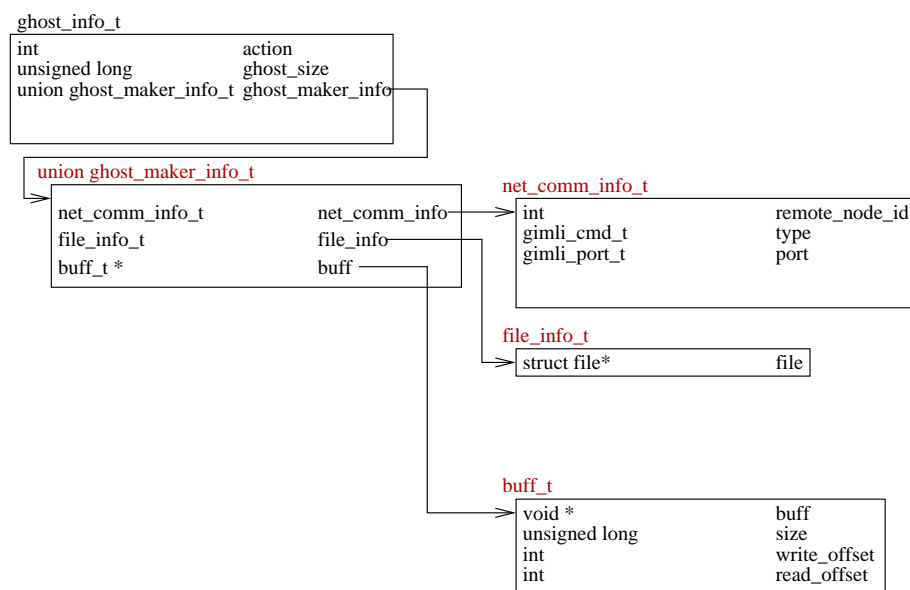 ghost_info_t
int action
unsigned long ghost_size
union ghost_maker_info_t ghost_maker_info
union ghost_maker_info_t
net_comm_info_t net_comm_info
file_info_t file_info
buff_t * buff
net_comm_info_t
int remote_node_id
gimli_cmd_t type
gimli_port_t port
file_info_t
struct file* file
buff_t
void * buff
unsigned long size
int write_offset
int read_offset